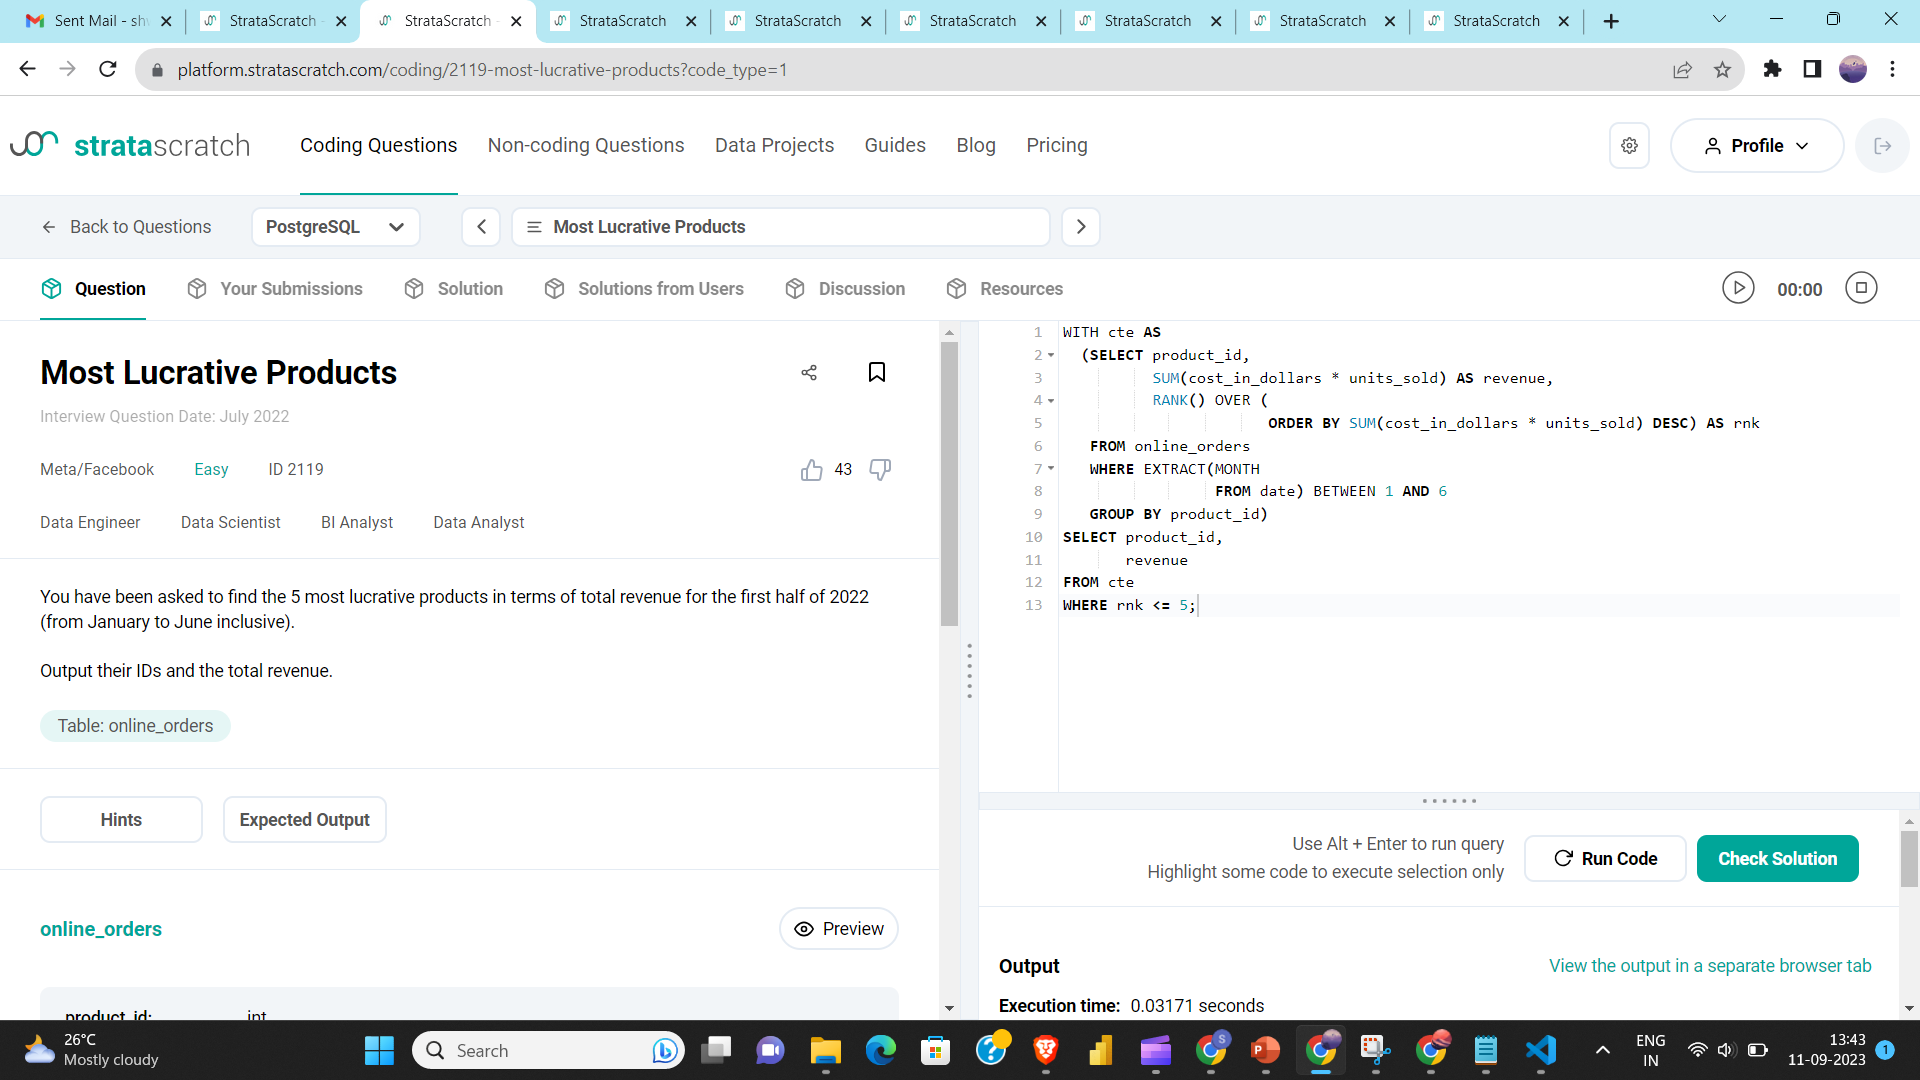 Sent Mail - sh
StrataScratch -
StrataScratch -
StrataScratch
StrataScratch
StrataScratch
StrataScratch
StrataScratch
StrataScratch
platform.stratascratch.com/coding/2119-most-lucrative-products?code_type=1
stratascratch
Coding Questions
Non-coding Questions
Data Projects
Guides
Blog
Pricing
Profile
Back to Questions
PostgreSQL
Most Lucrative Products
Question
Your Submissions
Solution
Solutions from Users
Discussion
Resources
00:00
Most Lucrative Products
Interview Question Date: July 2022
Meta/Facebook Easy ID 2119
43
Data Engineer Data Scientist BI Analyst Data Analyst
You have been asked to find the 5 most lucrative products in terms of total revenue for the first half of 2022
(from January to June inclusive).
Output their IDs and the total revenue.
Table: online_orders
Hints
Expected Output
online_orders
Preview
product_id: int
1 WITH cte AS
2 (SELECT product_id,
3 SUM(cost_in_dollars * units_sold) AS revenue,
4 RANK() OVER (
5 ORDER BY SUM(cost_in_dollars * units_sold) DESC) AS rnk
6 FROM online_orders
7 WHERE EXTRACT(MONTH
8 FROM date) BETWEEN 1 AND 6
9 GROUP BY product_id)
10 SELECT product_id,
11 revenue
12 FROM cte
13 WHERE rnk <= 5;
Use Alt + Enter to run query
Highlight some code to execute selection only
Run Code
Check Solution
Output
View the output in a separate browser tab
Execution time: 0.03171 seconds
26°C
Mostly cloudy
Search
ENG
IN
13:43
11-09-2023
1